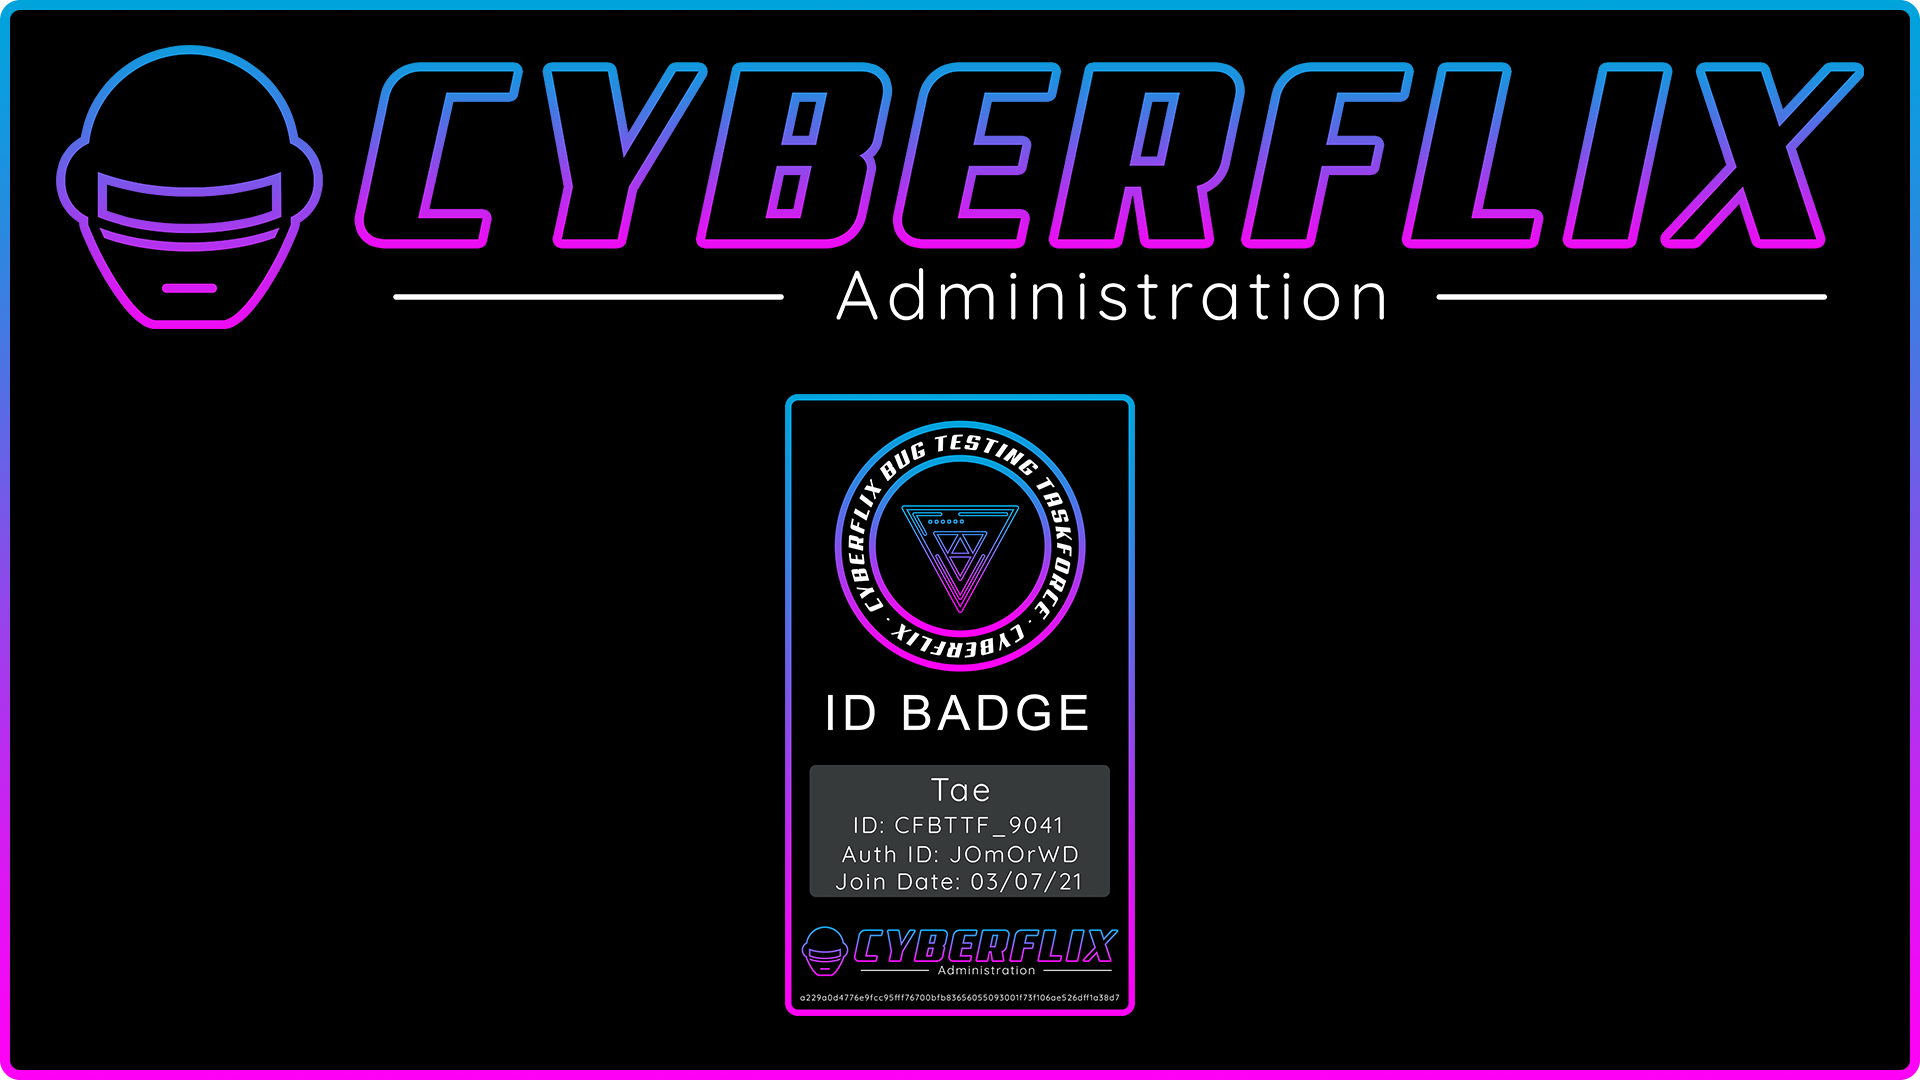 CYBERFLIX
Administration
CYBERFLIX BUG TESTING TASKFORCE · CYBERFLIX ·
ID BADGE
Tae
ID: CFBTTF_9041
Auth ID: JOmOrWD
Join Date: 03/07/21
CYBERFLIX
Administration
a229a0d4776e9fcc95fff76700bfb83656055093001f73f106ae526dff1a38d7